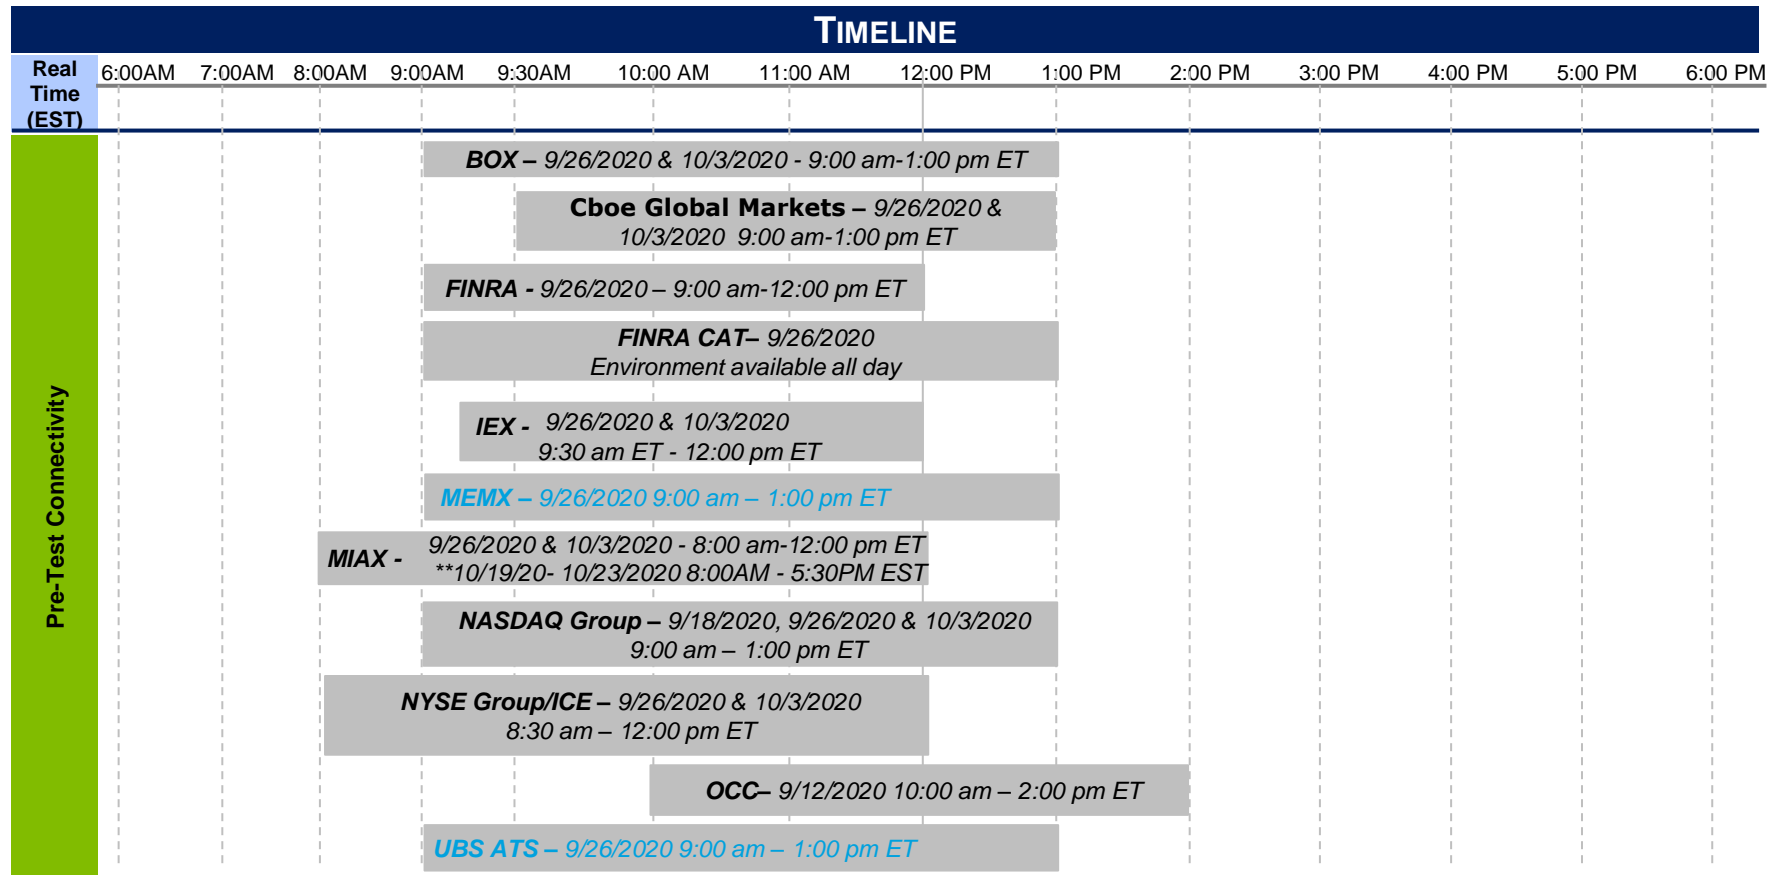 TIMELINE
Real Time (EST)
6:00AM 7:00AM 8:00AM 9:00AM 9:30AM 10:00 AM 11:00 AM 12:00 PM 1:00 PM 2:00 PM 3:00 PM 4:00 PM 5:00 PM 6:00 PM
Pre-Test Connectivity
BOX – 9/26/2020 & 10/3/2020 - 9:00 am-1:00 pm ET
Cboe Global Markets – 9/26/2020 &
10/3/2020 9:00 am-1:00 pm ET
FINRA - 9/26/2020 – 9:00 am-12:00 pm ET
FINRA CAT– 9/26/2020
Environment available all day
IEX - 9/26/2020 & 10/3/2020
9:30 am ET - 12:00 pm ET
MEMX – 9/26/2020 9:00 am – 1:00 pm ET
MIAX - 9/26/2020 & 10/3/2020 - 8:00 am-12:00 pm ET
**10/19/20- 10/23/2020 8:00AM - 5:30PM EST
NASDAQ Group – 9/18/2020, 9/26/2020 & 10/3/2020
9:00 am – 1:00 pm ET
NYSE Group/ICE – 9/26/2020 & 10/3/2020
8:30 am – 12:00 pm ET
OCC– 9/12/2020 10:00 am – 2:00 pm ET
UBS ATS – 9/26/2020 9:00 am – 1:00 pm ET